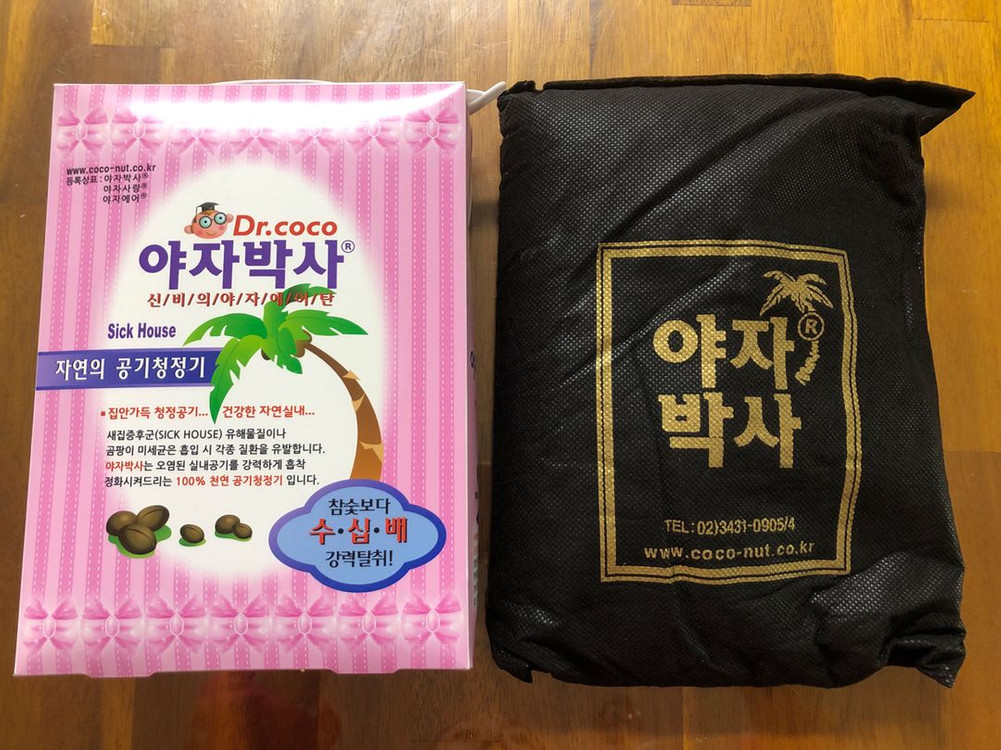 www.coco-nut.co.kr
등록상표 : 야자박사®
야자사랑®
야자에어®
Dr.coco
야자박사®
신/비/의/야/자/에/어/탄
Sick House
자연의 공기청정기
집안가득 청정공기... 건강한 자연실내...
새집증후군(SICK HOUSE) 유해물질이나
곰팡이 미세균은 흡입 시 각종 질환을 유발합니다.
야자박사는 오염된 실내공기를 강력하게 흡착
정화시켜드리는 100% 천연 공기청정기 입니다.
참숯보다
수·십·배
강력탈취!
야자®
박사
TEL : 02)3431-0905/4
www.coco-nut.co.kr